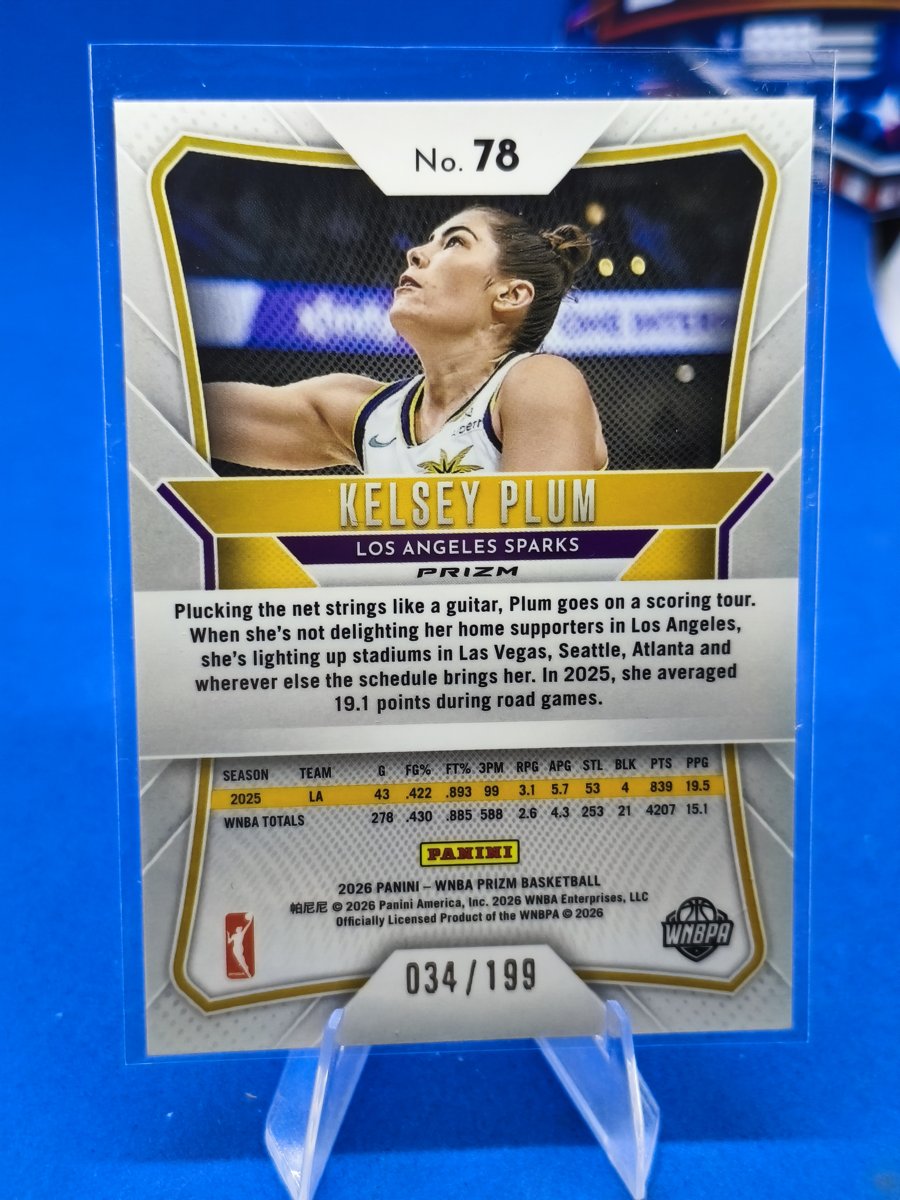 No. 78
KELSEY PLUM
LOS ANGELES SPARKS
PRIZM
Plucking the net strings like a guitar, Plum goes on a scoring tour.
When she's not delighting her home supporters in Los Angeles,
she's lighting up stadiums in Las Vegas, Seattle, Atlanta and
wherever else the schedule brings her. In 2025, she averaged
19.1 points during road games.
SEASON TEAM G FG% FT% 3PM RPG APG STL BLK PTS PPG
2025 LA 43 .422 .893 99 3.1 5.7 53 4 839 19.5
WNBA TOTALS 278 .430 .885 588 2.6 4.3 253 21 4207 15.1
PANINI
2026 PANINI – WNBA PRIZM BASKETBALL
帕尼尼 © 2026 Panini America, Inc. 2026 WNBA Enterprises, LLC
Officially Licensed Product of the WNBPA © 2026
WNBPA
034/199